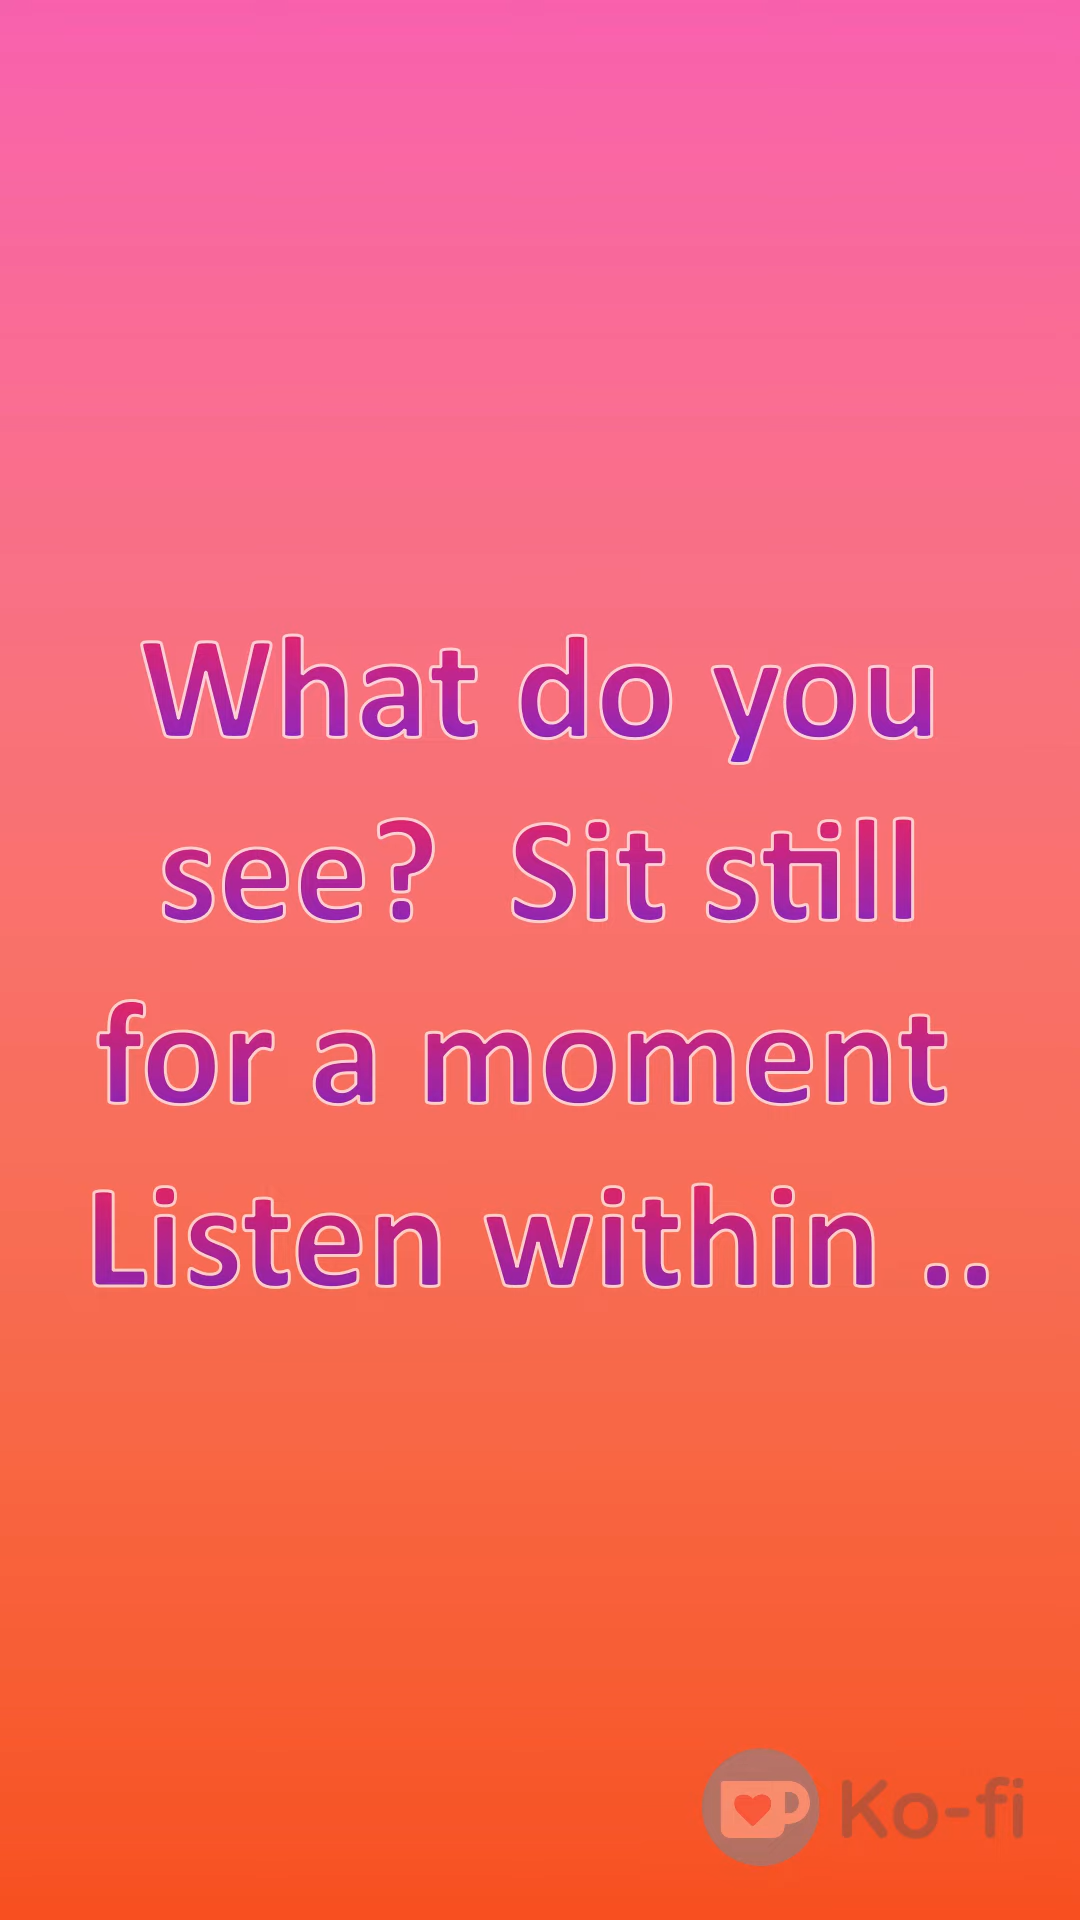 What do you
see?  Sit still
for a moment
Listen within ..
Ko-fi